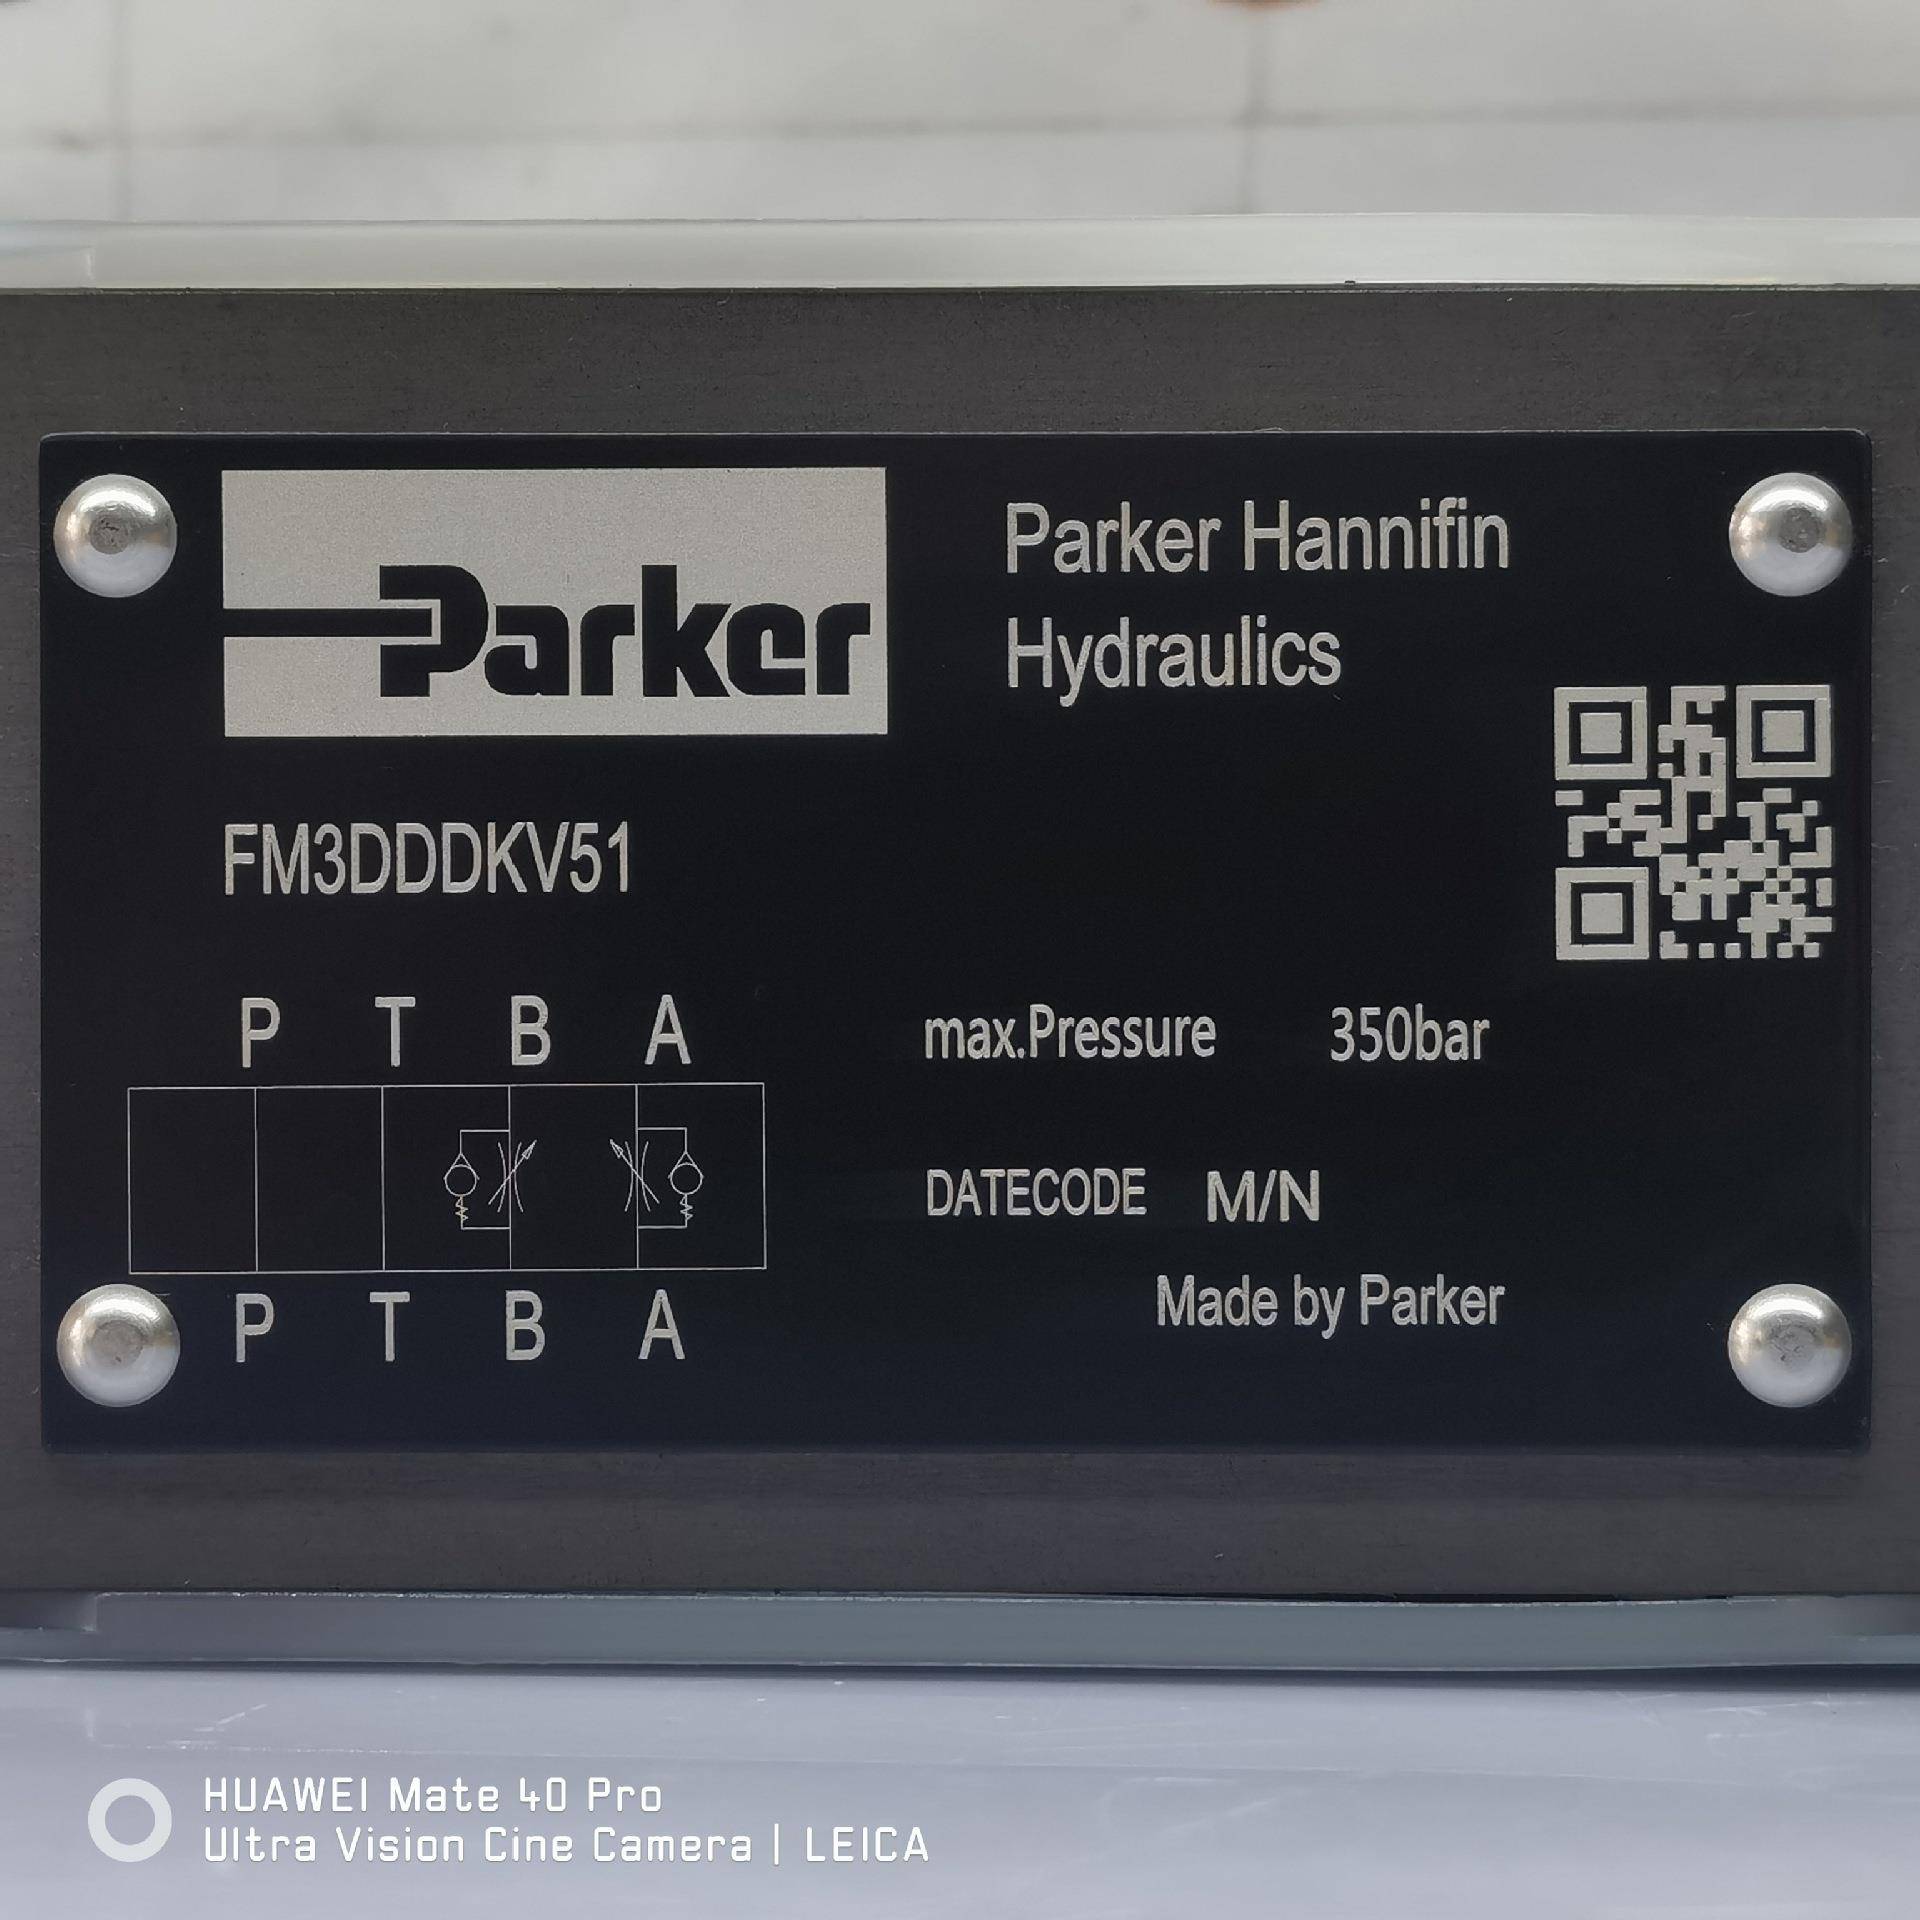 Parker
Parker Hannifin
Hydraulics
FM3DDDKV51
P T B A
max.Pressure 350bar
DATECODE M/N
Made by Parker
P T B A
HUAWEI Mate 40 Pro
Ultra Vision Cine Camera | LEICA